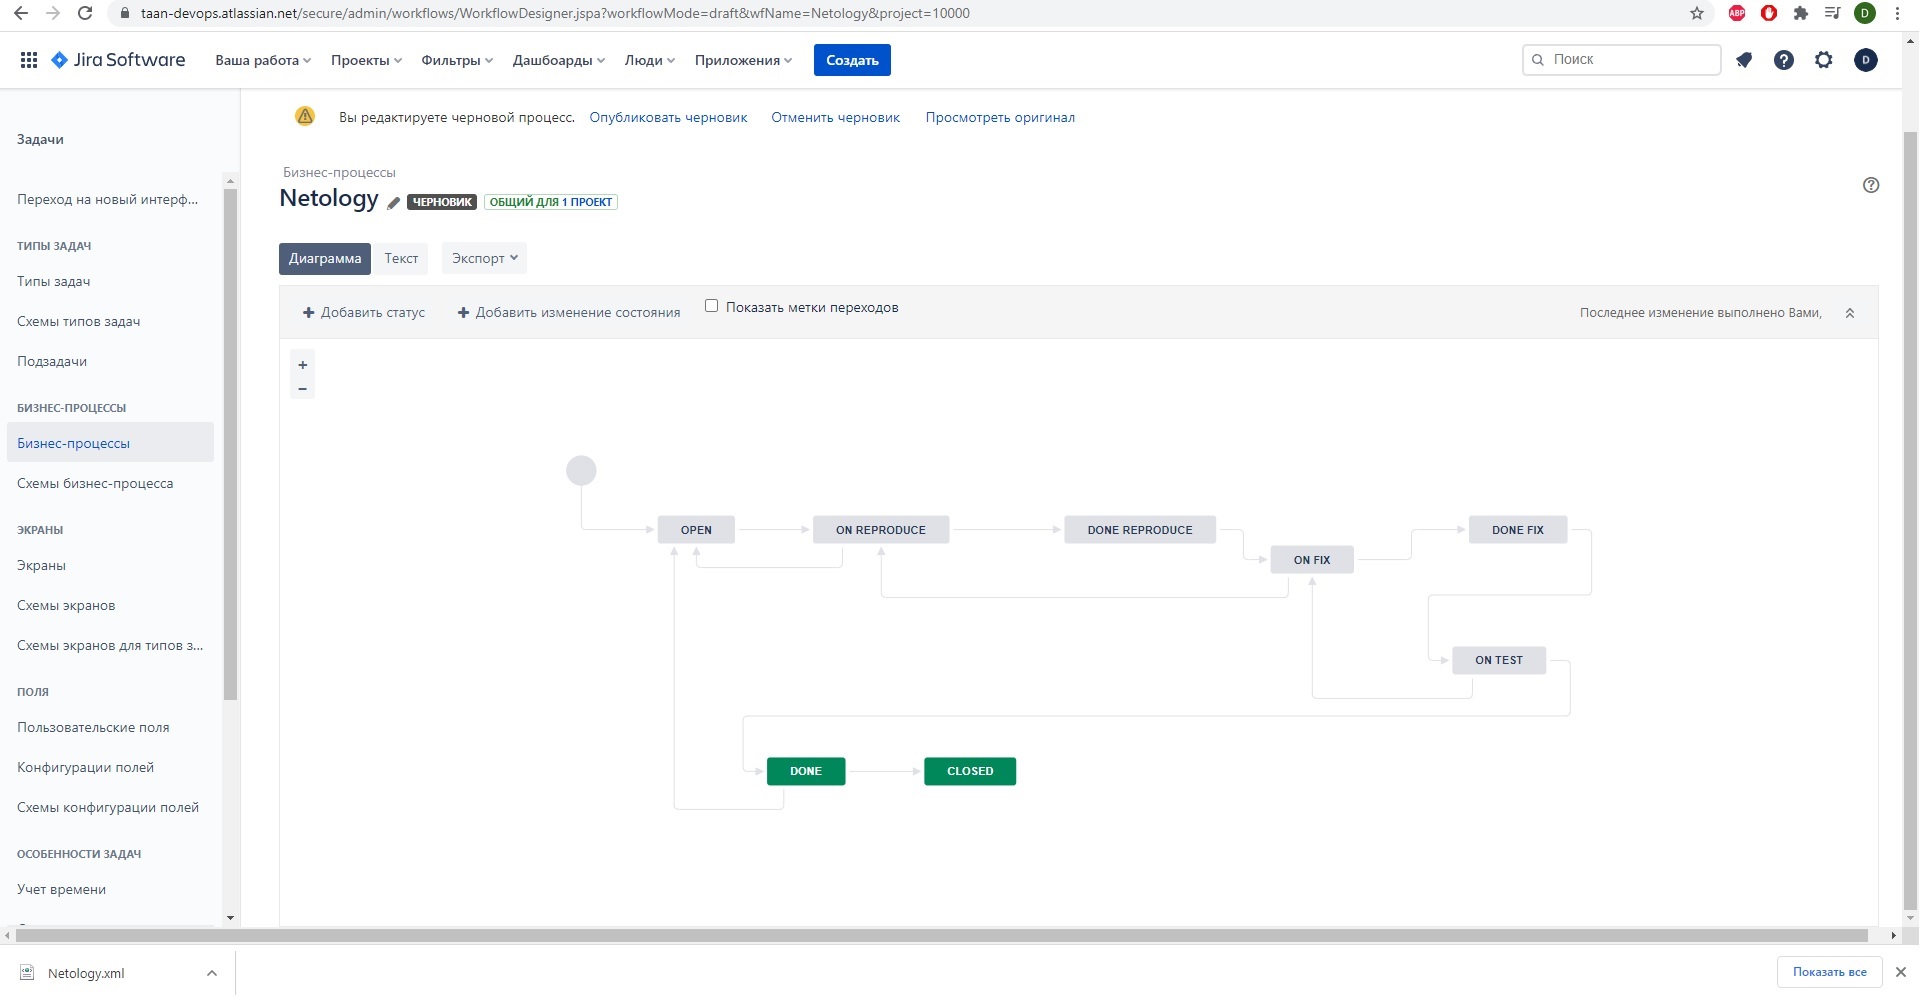 taan-devops.atlassian.net/secure/admin/workflows/WorkflowDesigner.jspa?workflowMode=draft&wfName=Netology&project=10000
ABP
D
Jira Software
Ваша работа
Проекты
Фильтры
Дашборды
Люди
Приложения
Создать
Поиск
D
Вы редактируете черновой процесс. Опубликовать черновик Отменить черновик Просмотреть оригинал
Задачи
Переход на новый интерф...
ТИПЫ ЗАДАЧ
Типы задач
Схемы типов задач
Подзадачи
БИЗНЕС-ПРОЦЕССЫ
Бизнес-процессы
Схемы бизнес-процесса
ЭКРАНЫ
Экраны
Схемы экранов
Схемы экранов для типов з...
ПОЛЯ
Пользовательские поля
Конфигурации полей
Схемы конфигурации полей
ОСОБЕННОСТИ ЗАДАЧ
Учет времени
Бизнес-процессы
Netology ЧЕРНОВИК ОБЩИЙ ДЛЯ 1 ПРОЕКТ
Диаграмма Текст Экспорт
+ Добавить статус + Добавить изменение состояния Показать метки переходов Последнее изменение выполнено Вами,
+
−
OPEN
ON REPRODUCE
DONE REPRODUCE
ON FIX
DONE FIX
ON TEST
DONE
CLOSED
Netology.xml
Показать все